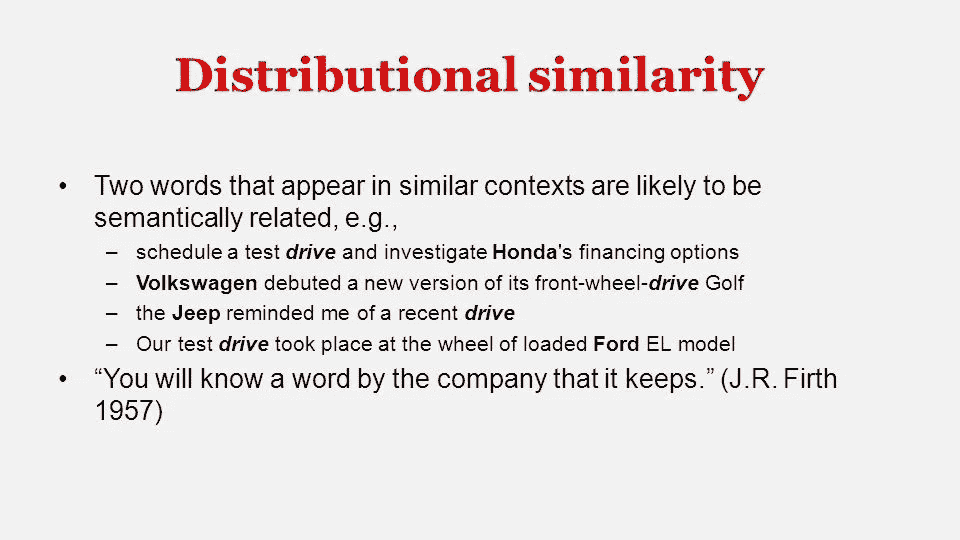 Distributional similarity
• Two words that appear in similar contexts are likely to be
semantically related, e.g.,
– schedule a test drive and investigate Honda's financing options
– Volkswagen debuted a new version of its front-wheel-drive Golf
– the Jeep reminded me of a recent drive
– Our test drive took place at the wheel of loaded Ford EL model
• “You will know a word by the company that it keeps.” (J.R. Firth
1957)